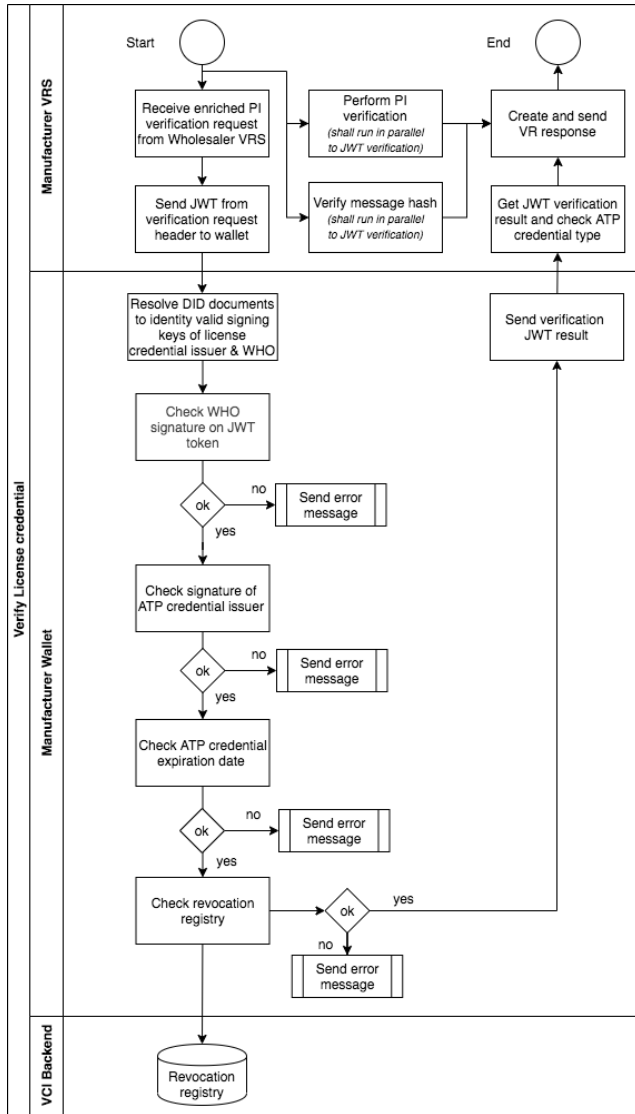 Verify License credential
Manufacturer VRS
Start
End
Receive enriched PI
verification request
from Wholesaler VRS
Perform PI
verification
(shall run in parallel
to JWT verification)
Create and send
VR response
Send JWT from
verification request
header to wallet
Verify message hash
(shall run in parallel
to JWT verification)
Get JWT verification
result and check ATP
credential type
Manufacturer Wallet
Resolve DID documents
to identity valid signing
keys of license
credential issuer & WHO
Send verification
JWT result
Check WHO
signature on JWT
token
ok
no
Send error
message
yes
Check signature of
ATP credential issuer
ok
no
Send error
message
yes
Check ATP credential
expiration date
ok
no
Send error
message
yes
Check revocation
registry
ok
yes
no
Send error
message
VCI Backend
Revocation
registry